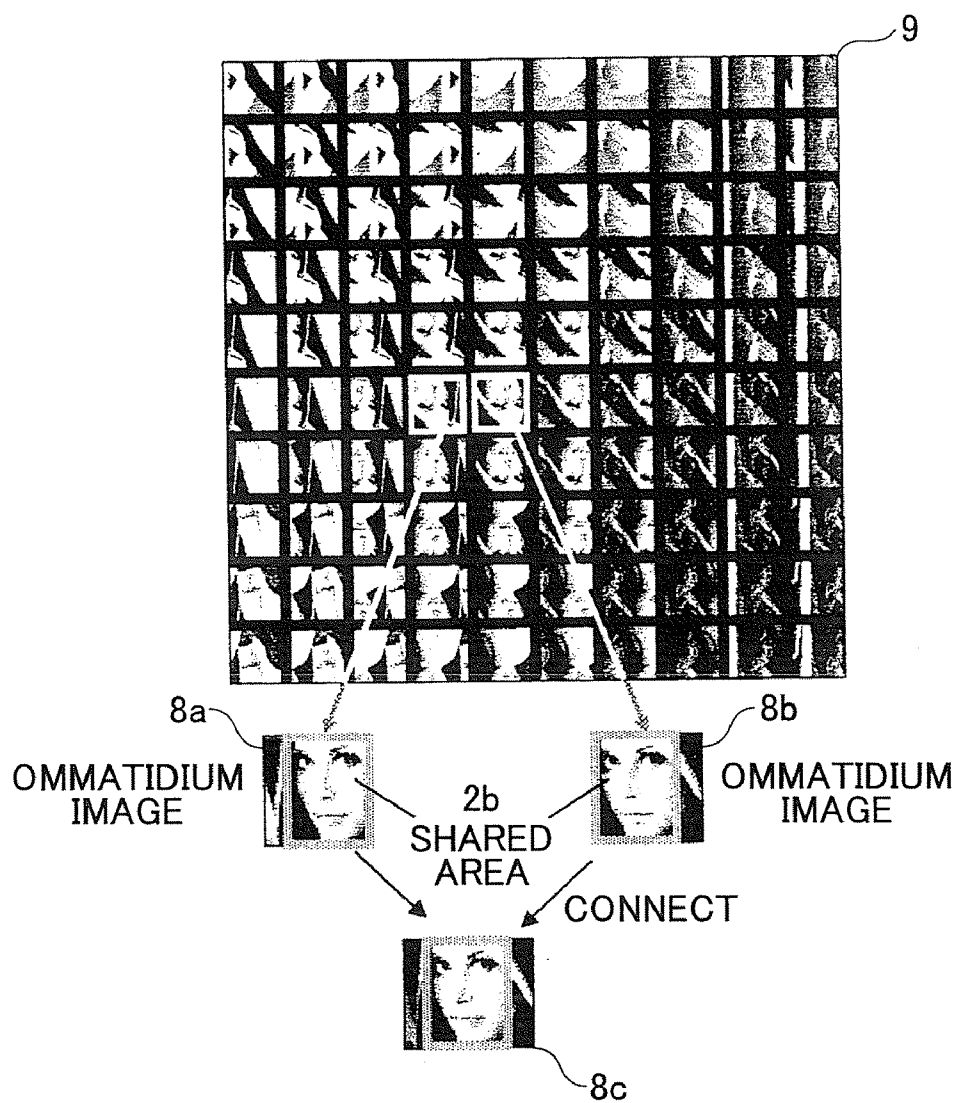 9
8a
8b
OMMATIDIUM
IMAGE
2b
SHARED
AREA
OMMATIDIUM
IMAGE
CONNECT
8c